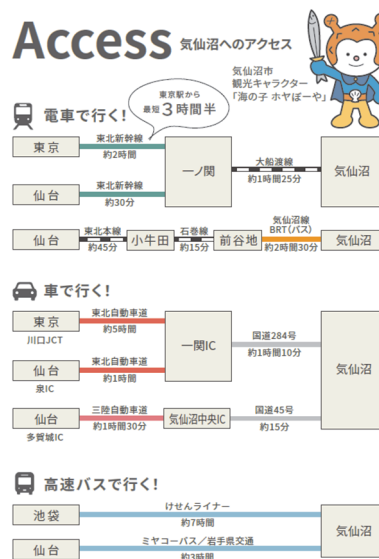 Access 気仙沼へのアクセス
気仙沼市
観光キャラクター
「海の子 ホヤぼーや」
電車で行く!
東京駅から
最短3時間半
東京
東北新幹線
約2時間
一ノ関
大船渡線
約1時間25分
気仙沼
仙台
東北新幹線
約30分
仙台
東北本線
約45分
小牛田
石巻線
約15分
前谷地
気仙沼線
BRT(バス)
約2時間30分
気仙沼
車で行く!
東京
川口JCT
東北自動車道
約5時間
一関IC
国道284号
約1時間10分
気仙沼
仙台
泉IC
東北自動車道
約1時間
仙台
多賀城IC
三陸自動車道
約1時間30分
気仙沼中央IC
国道45号
約15分
高速バスで行く!
池袋
けせんライナー
約7時間
気仙沼
仙台
ミヤコーバス/岩手県交通
約3時間